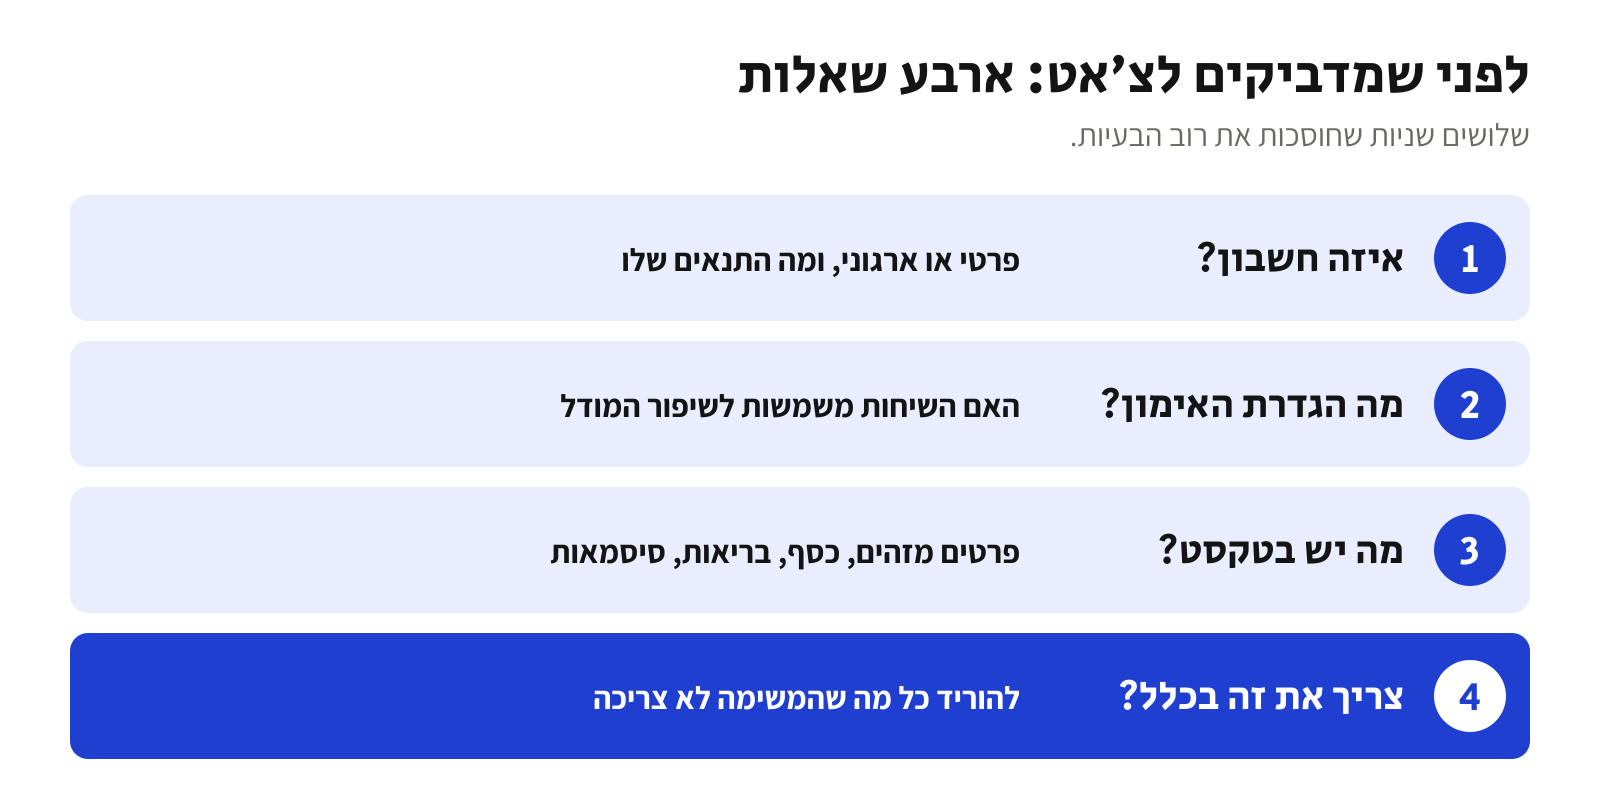 לפני שמדביקים לצ’אט: ארבע שאלות
שלושים שניות שחוסכות את רוב הבעיות.
1 איזה חשבון? פרטי או ארגוני, ומה התנאים שלו
2 מה הגדרת האימון? האם השיחות משמשות לשיפור המודל
3 מה יש בטקסט? פרטים מזהים, כסף, בריאות, סיסמאות
4 צריך את זה בכלל? להוריד כל מה שהמשימה לא צריכה